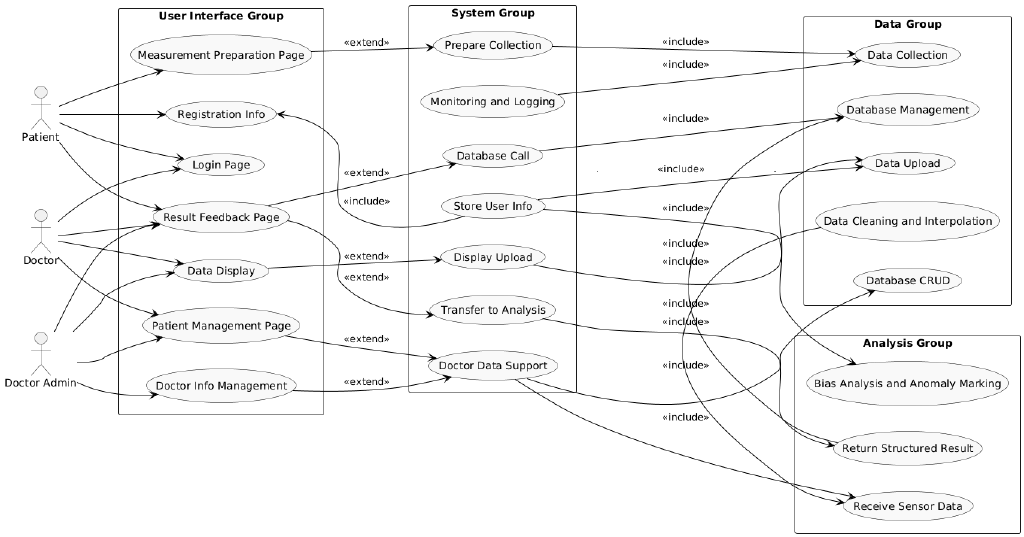 User Interface Group
System Group
Data Group
Measurement Preparation Page
«extend»
Prepare Collection
«include»
Data Collection
«include»
Patient
Registration Info
Monitoring and Logging
Database Management
«include»
Login Page
«extend»
Database Call
«include»
Data Upload
Doctor
Result Feedback Page
«include»
Store User Info
«include»
Data Cleaning and Interpolation
Data Display
«extend»
Display Upload
«include»
«include»
«extend»
Database CRUD
Doctor Admin
Patient Management Page
Transfer to Analysis
«include»
«include»
Analysis Group
Doctor Info Management
«extend»
Doctor Data Support
«include»
Bias Analysis and Anomaly Marking
«include»
Return Structured Result
Receive Sensor Data